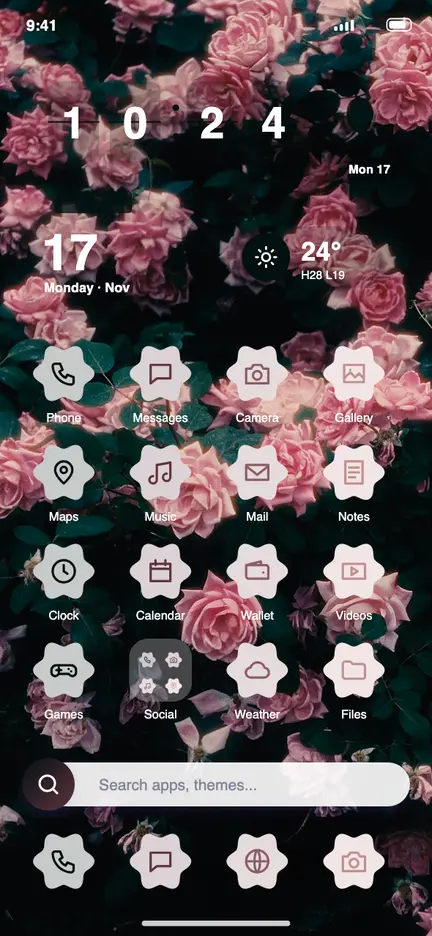 9:41
1 0 2 4
Mon 17
17
Monday · Nov
24°
H28 L19
Phone Messages Camera Gallery
Maps Music Mail Notes
Clock Calendar Wallet Videos
Games Social Weather Files
Search apps, themes...